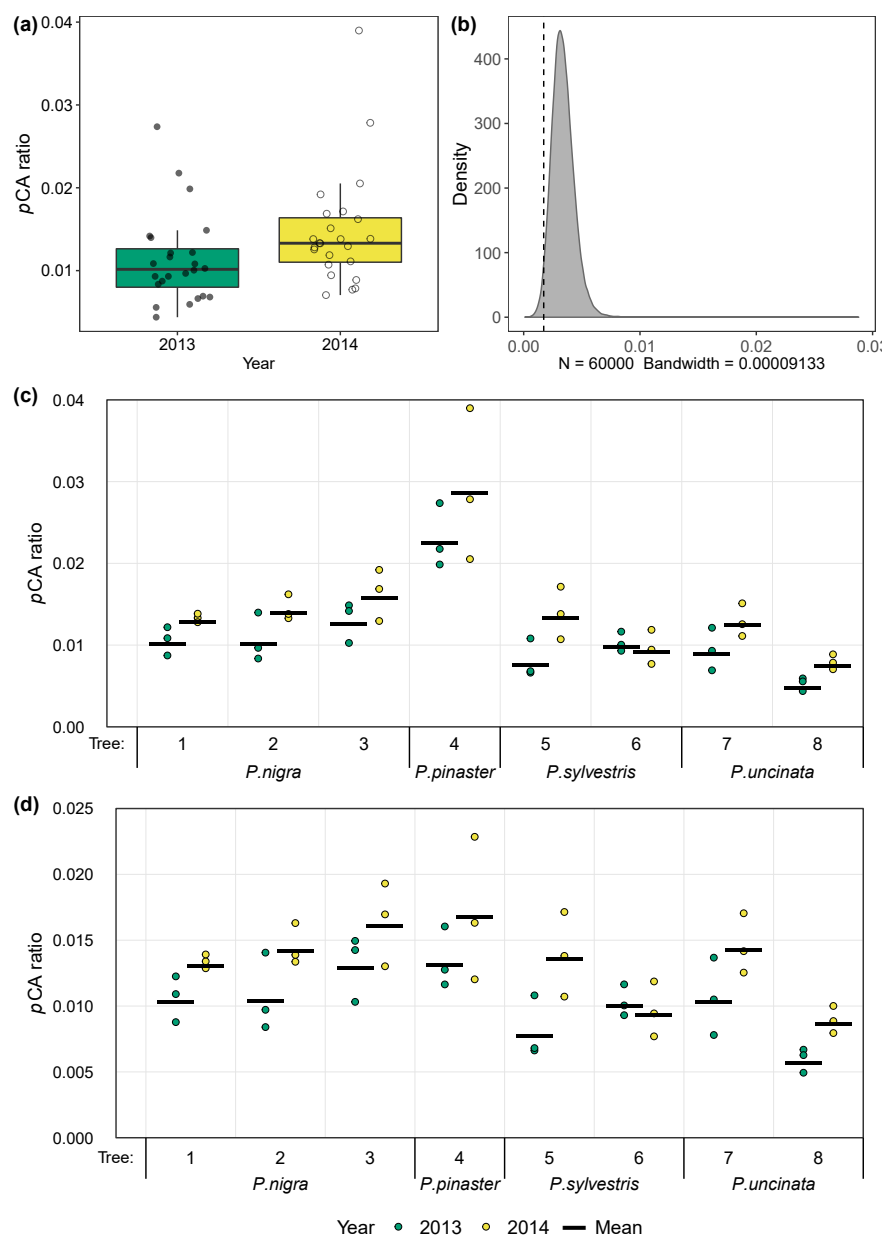 (a)
0.04
0.03
0.02
0.01
pCA ratio
2013
2014
Year
(b)
400
300
200
100
0
Density
0.00
0.01
0.02
0.03
N = 60000 Bandwidth = 0.00009133
(c)
0.04
0.03
0.02
0.01
0.00
pCA ratio
Tree: 1 2 3 4 5 6 7 8
P.nigra P.pinaster P.sylvestris P.uncinata
(d)
0.025
0.020
0.015
0.010
0.005
0.000
pCA ratio
Tree: 1 2 3 4 5 6 7 8
P.nigra P.pinaster P.sylvestris P.uncinata
Year 2013 2014 Mean